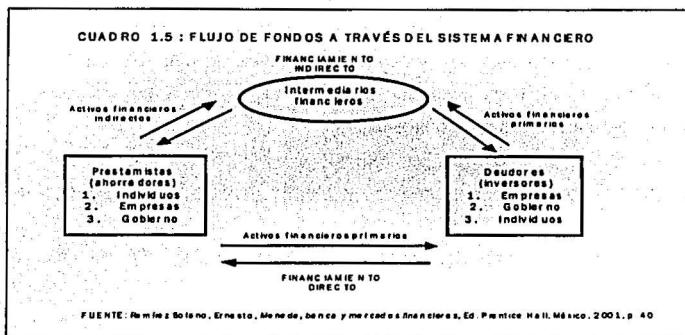 CUADRO 1.5 : FLUJO DE FONDOS A TRAVÉS DEL SISTEMA FINANCIERO
FINANCIAMIENTO
INDIRECTO
Intermediarios
financieros
Activos financieros
indirectos
Activos financieros
primarios
Prestamistas
(ahorradores)
1. Individuos
2. Empresas
3. Gobierno
Deudores
(inversores)
1. Empresas
2. Gobierno
3. Individuos
Activos financieros primarios
FINANCIAMIENTO
DIRECTO
FUENTE: Ramírez Solano, Ernesto, Moneda, banca y mercados financieros, Ed. Prentice Hall, México, 2001, p 40